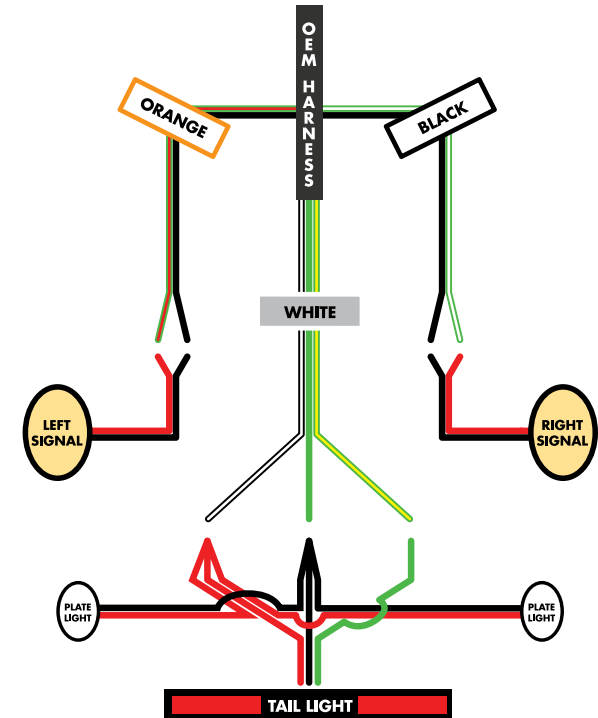 OEM HARNESS
ORANGE
BLACK
WHITE
LEFT
SIGNAL
RIGHT
SIGNAL
PLATE
LIGHT
PLATE
LIGHT
TAIL LIGHT